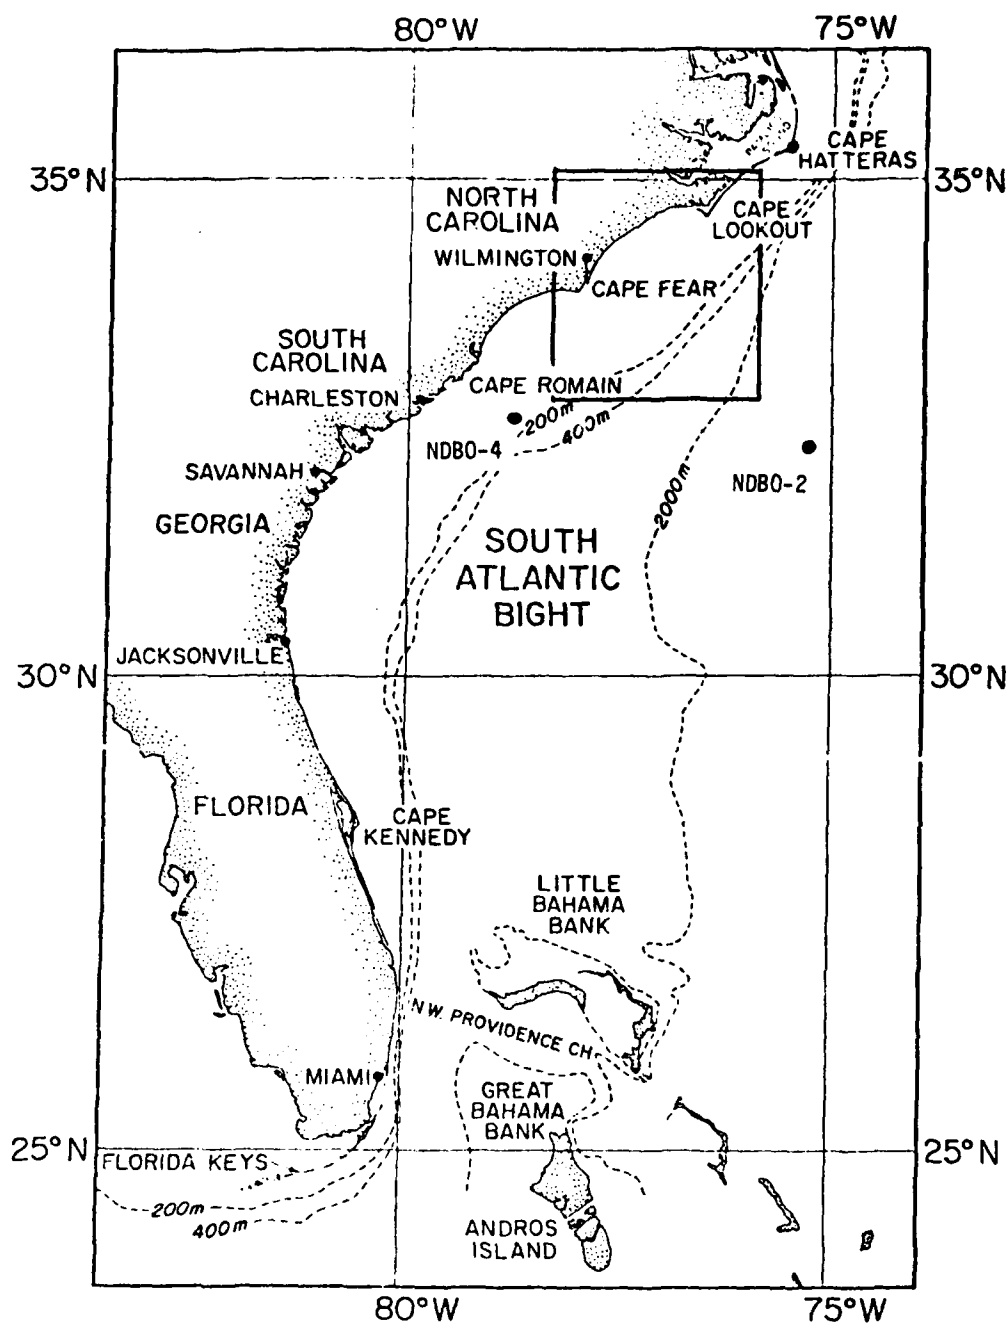 80°W
75°W
CAPE
HATTERAS
35°N
35°N
NORTH
CAROLINA
CAPE
LOOKOUT
WILMINGTON
CAPE FEAR
SOUTH
CAROLINA
CAPE ROMAIN
CHARLESTON
200m
400m
NDBO-4
SAVANNAH
NDBO-2
2000m
GEORGIA
SOUTH
ATLANTIC
BIGHT
JACKSONVILLE
30°N
30°N
FLORIDA
CAPE
KENNEDY
LITTLE
BAHAMA
BANK
N.W. PROVIDENCE CH.
MIAMI
GREAT
BAHAMA
BANK
25°N
25°N
FLORIDA KEYS
200m
400m
ANDROS
ISLAND
80°W
75°W